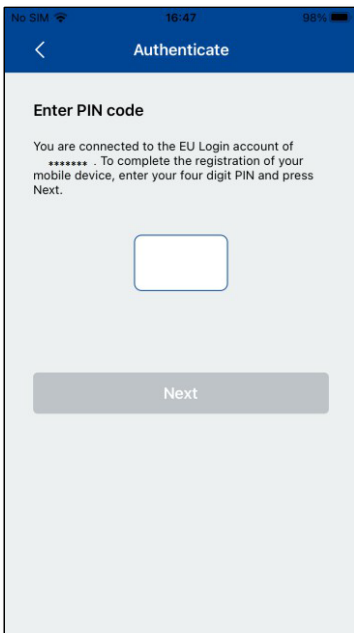 No SIM 16:47 98%
Authenticate
Enter PIN code
You are connected to the EU Login account of
******* . To complete the registration of your
mobile device, enter your four digit PIN and press
Next.
Next